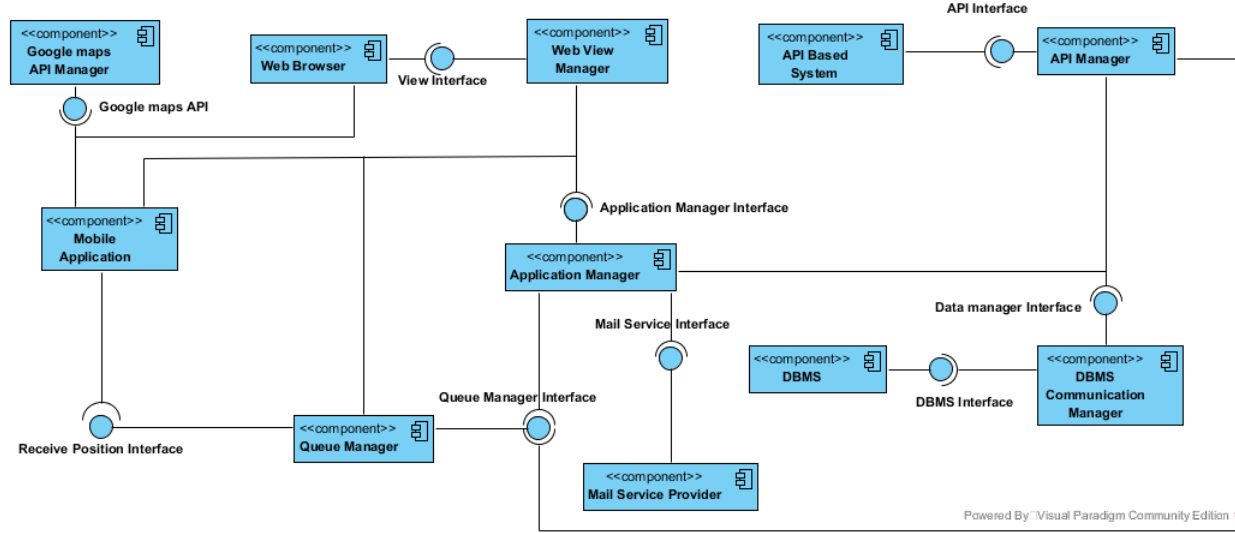 API Interface
<<component>>
Google maps
API Manager
<<component>>
Web Browser
View Interface
<<component>>
Web View
Manager
<<component>>
API Based
System
<<component>>
API Manager
Google maps API
<<component>>
Mobile
Application
Application Manager Interface
<<component>>
Application Manager
Data manager Interface
Mail Service Interface
<<component>>
DBMS
DBMS Interface
<<component>>
DBMS
Communication
Manager
Queue Manager Interface
Receive Position Interface
<<component>>
Queue Manager
<<component>>
Mail Service Provider
Powered By Visual Paradigm Community Edition